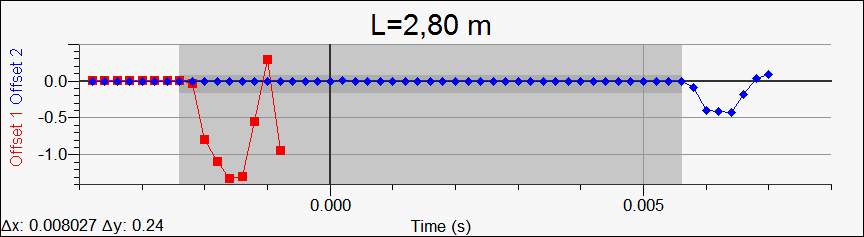 L=2,80 m
Offset 1 Offset 2
0.0
-0.5
-1.0
0.000 0.005
Δx: 0.008027 Δy: 0.24 Time (s)